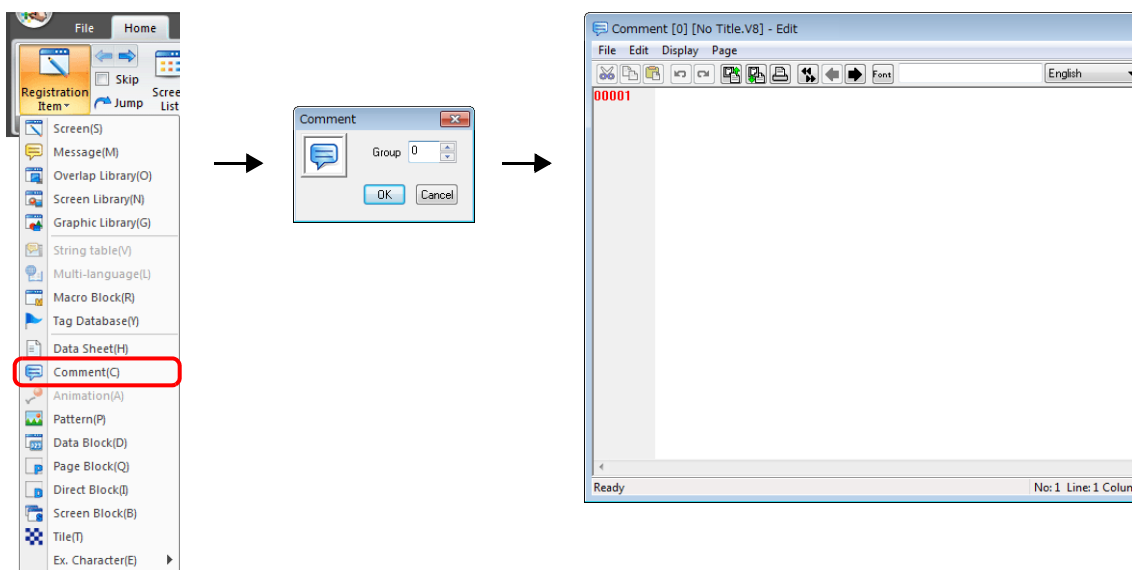 File Home
Registration
Item
Skip
Jump
Scree
List
Screen(S)
Message(M)
Overlap Library(O)
Screen Library(N)
Graphic Library(G)
String table(V)
Multi-language(L)
Macro Block(R)
Tag Database(Y)
Data Sheet(H)
Comment(C)
Animation(A)
Pattern(P)
Data Block(D)
Page Block(Q)
Direct Block(I)
Screen Block(B)
Tile(T)
Ex. Character(E)
Comment
Group 0
OK Cancel
Comment [0] [No Title.V8] - Edit
File Edit Display Page
Font English
00001
Ready No: 1 Line: 1 Colun